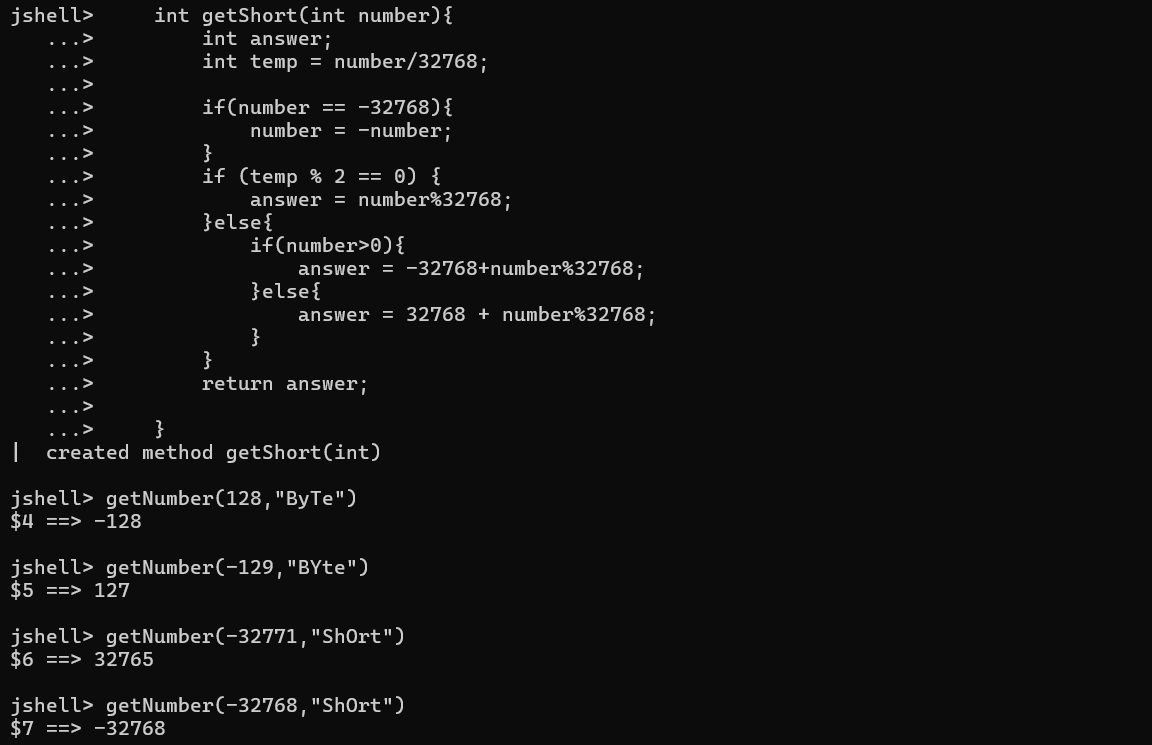 jshell>     int getShort(int number){
   ...>         int answer;
   ...>         int temp = number/32768;
   ...>
   ...>         if(number == -32768){
   ...>             number = -number;
   ...>         }
   ...>         if (temp % 2 == 0) {
   ...>             answer = number%32768;
   ...>         }else{
   ...>             if(number>0){
   ...>                 answer = -32768+number%32768;
   ...>             }else{
   ...>                 answer = 32768 + number%32768;
   ...>             }
   ...>         }
   ...>         return answer;
   ...>
   ...>     }
|  created method getShort(int)

jshell> getNumber(128,"ByTe")
$4 ==> -128

jshell> getNumber(-129,"BYte")
$5 ==> 127

jshell> getNumber(-32771,"ShOrt")
$6 ==> 32765

jshell> getNumber(-32768,"ShOrt")
$7 ==> -32768